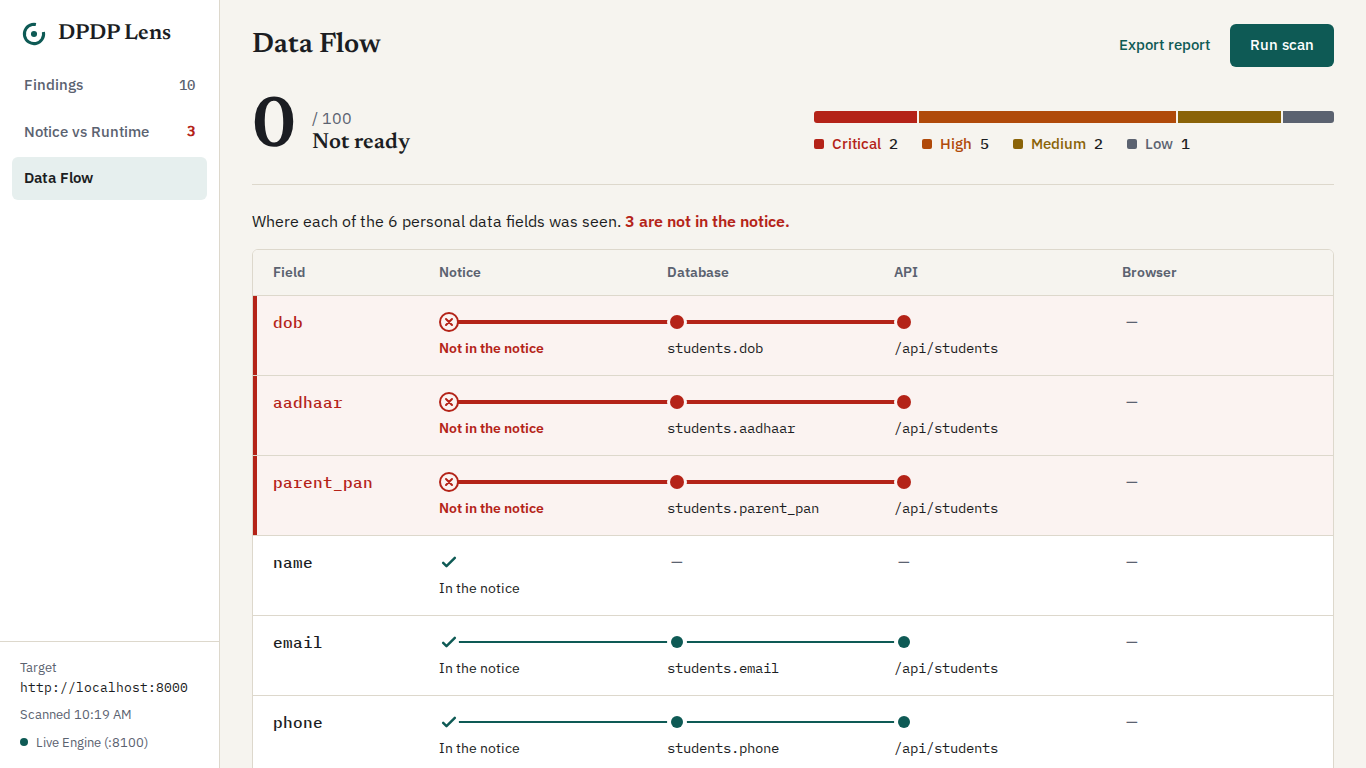 DPDP Lens
Findings 10
Notice vs Runtime 3
Data Flow
Target
http://localhost:8000
Scanned 10:19 AM
Live Engine (:8100)
Data Flow
Export report
Run scan
0 / 100
Not ready
Critical 2 High 5 Medium 2 Low 1
Where each of the 6 personal data fields was seen. 3 are not in the notice.
Field Notice Database API Browser
dob —
Not in the notice students.dob /api/students
aadhaar —
Not in the notice students.aadhaar /api/students
parent_pan —
Not in the notice students.parent_pan /api/students
name — — —
In the notice
email —
In the notice students.email /api/students
phone —
In the notice students.phone /api/students